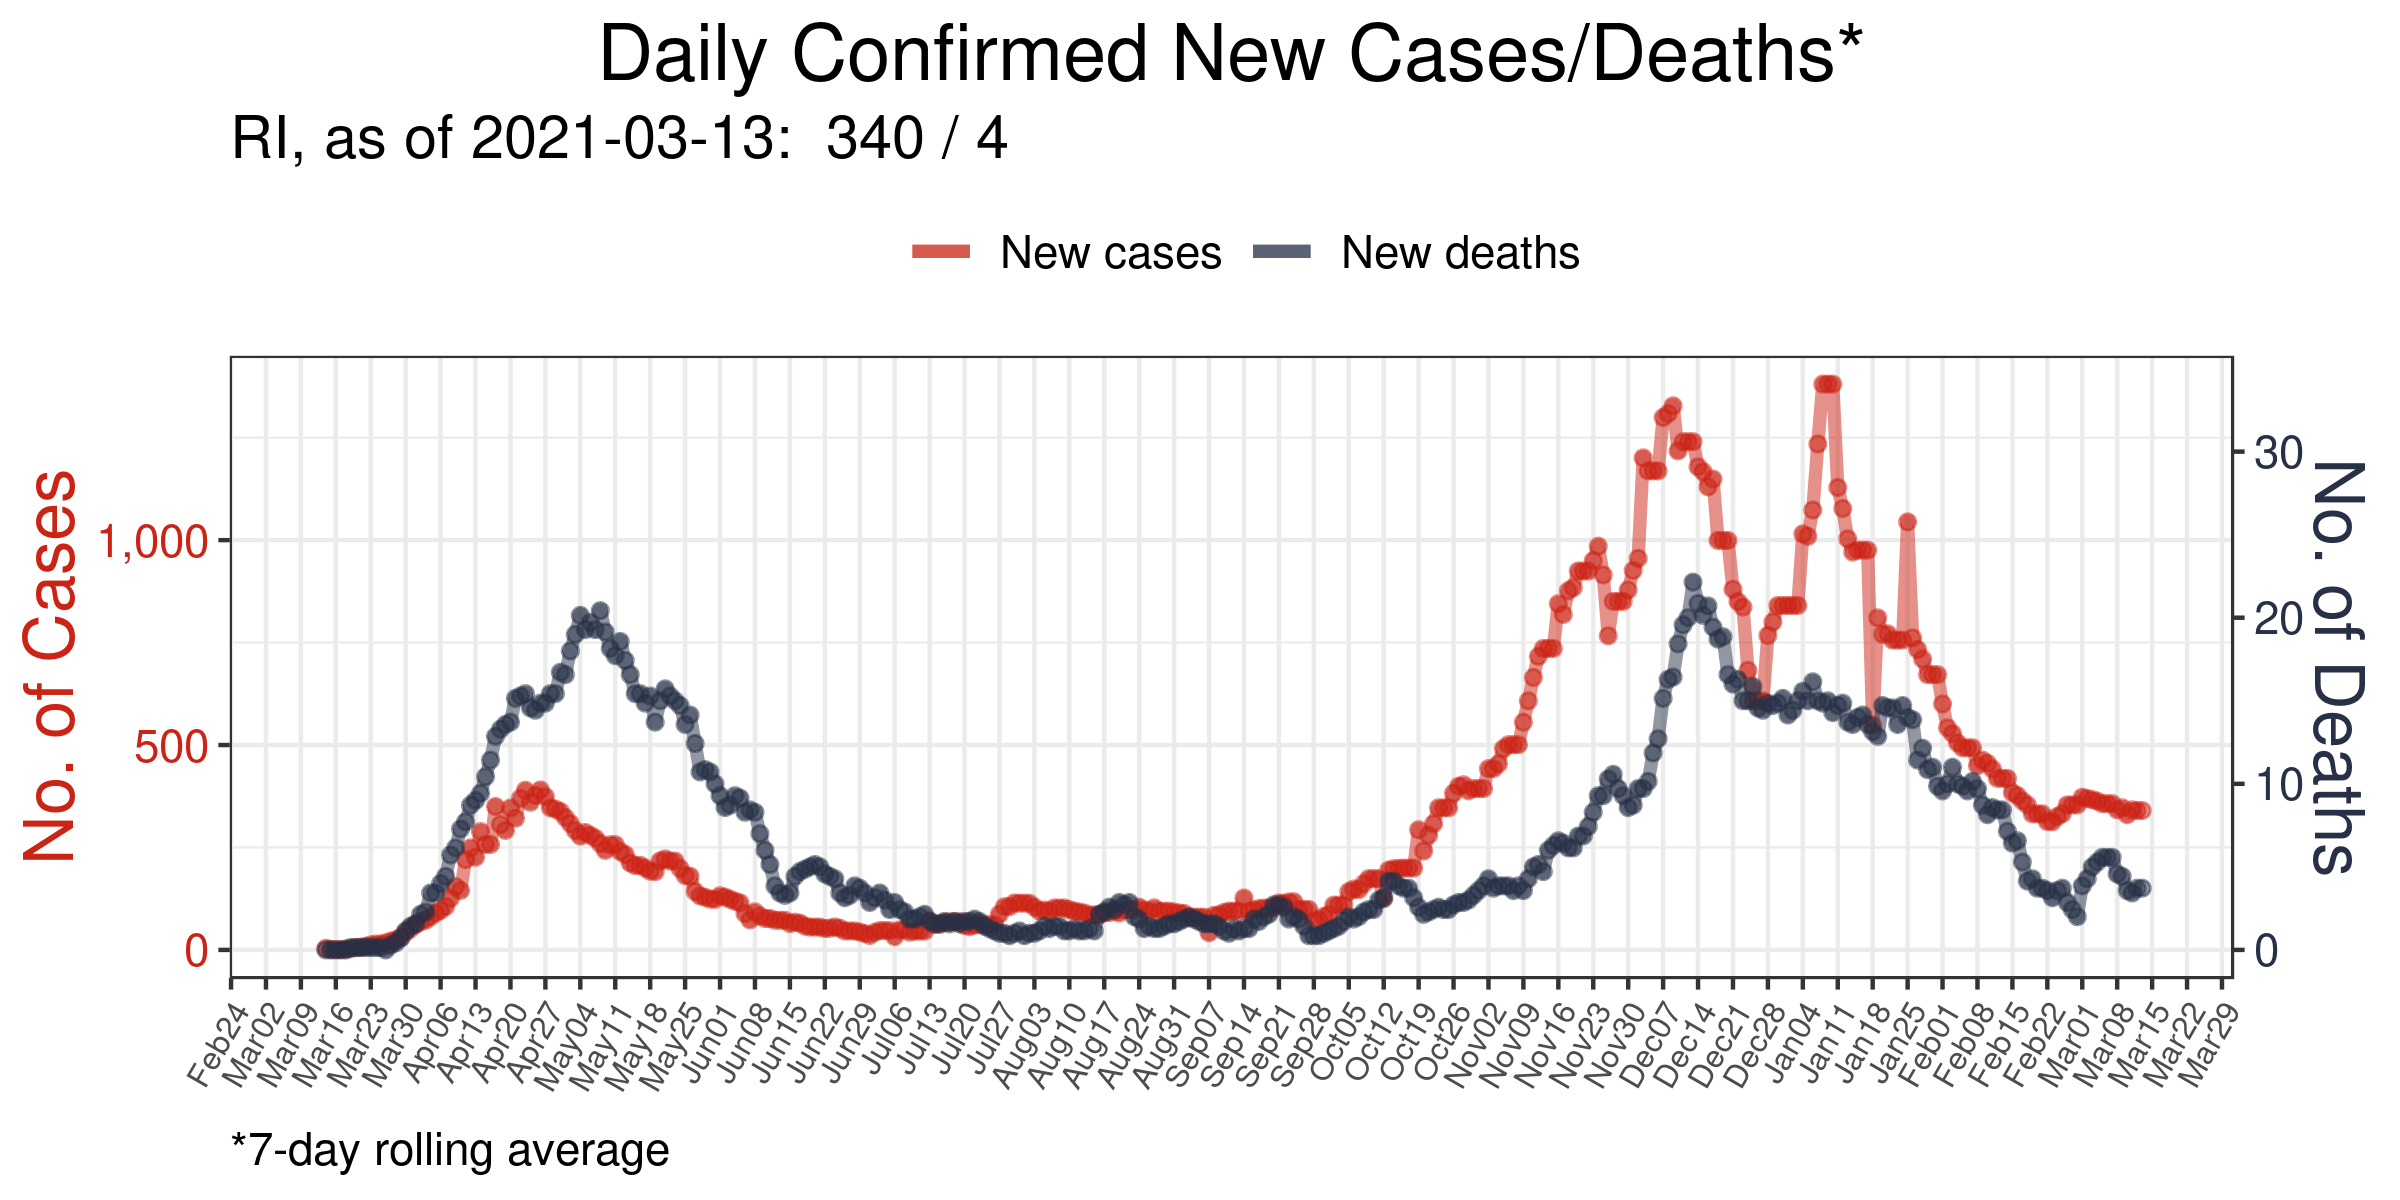 Daily Confirmed New Cases/Deaths*
RI, as of 2021-03-13:  340 / 4
New cases
New deaths
No. of Cases
1,000
500
0
30
20
10
0
No. of Deaths
Feb24
Mar02
Mar09
Mar16
Mar23
Mar30
Apr06
Apr13
Apr20
Apr27
May04
May11
May18
May25
Jun01
Jun08
Jun15
Jun22
Jun29
Jul06
Jul13
Jul20
Jul27
Aug03
Aug10
Aug17
Aug24
Aug31
Sep07
Sep14
Sep21
Sep28
Oct05
Oct12
Oct19
Oct26
Nov02
Nov09
Nov16
Nov23
Nov30
Dec07
Dec14
Dec21
Dec28
Jan04
Jan11
Jan18
Jan25
Feb01
Feb08
Feb15
Feb22
Mar01
Mar08
Mar15
Mar22
Mar29
*7-day rolling average